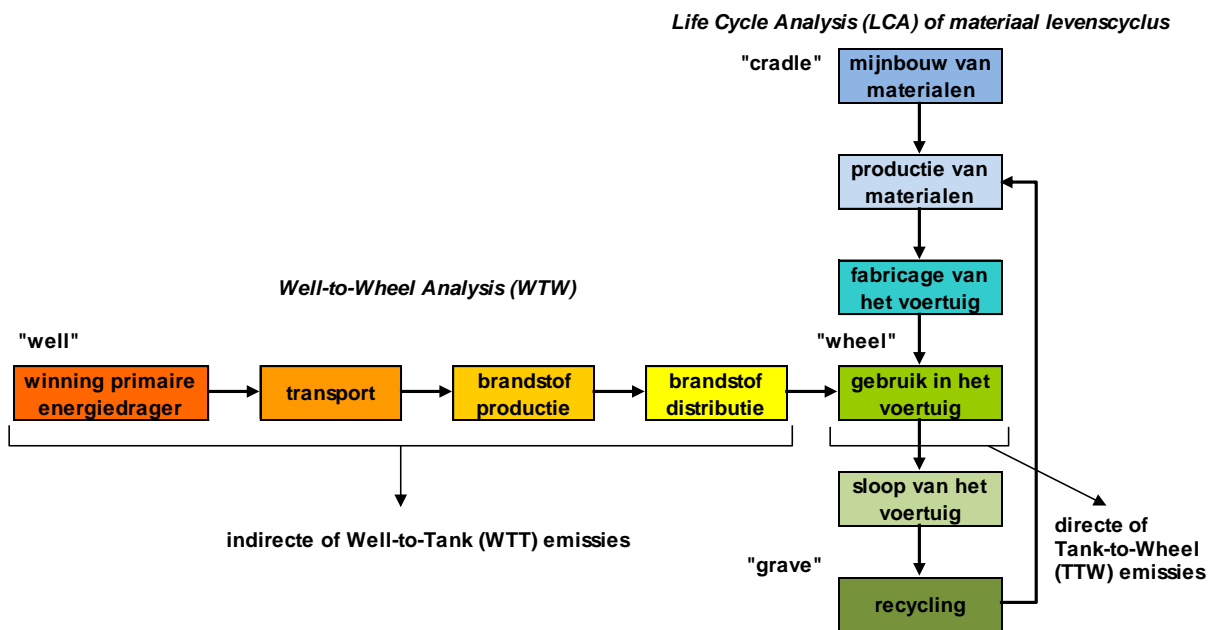 Life Cycle Analysis (LCA) of materiaal levenscyclus
"cradle"
mijnbouw van
materialen
productie van
materialen
fabricage van
het voertuig
Well-to-Wheel Analysis (WTW)
"well"
"wheel"
winning primaire
energiedrager
transport
brandstof
productie
brandstof
distributie
gebruik in het
voertuig
sloop van het
voertuig
indirecte of Well-to-Tank (WTT) emissies
directe of
Tank-to-Wheel
(TTW) emissies
"grave"
recycling